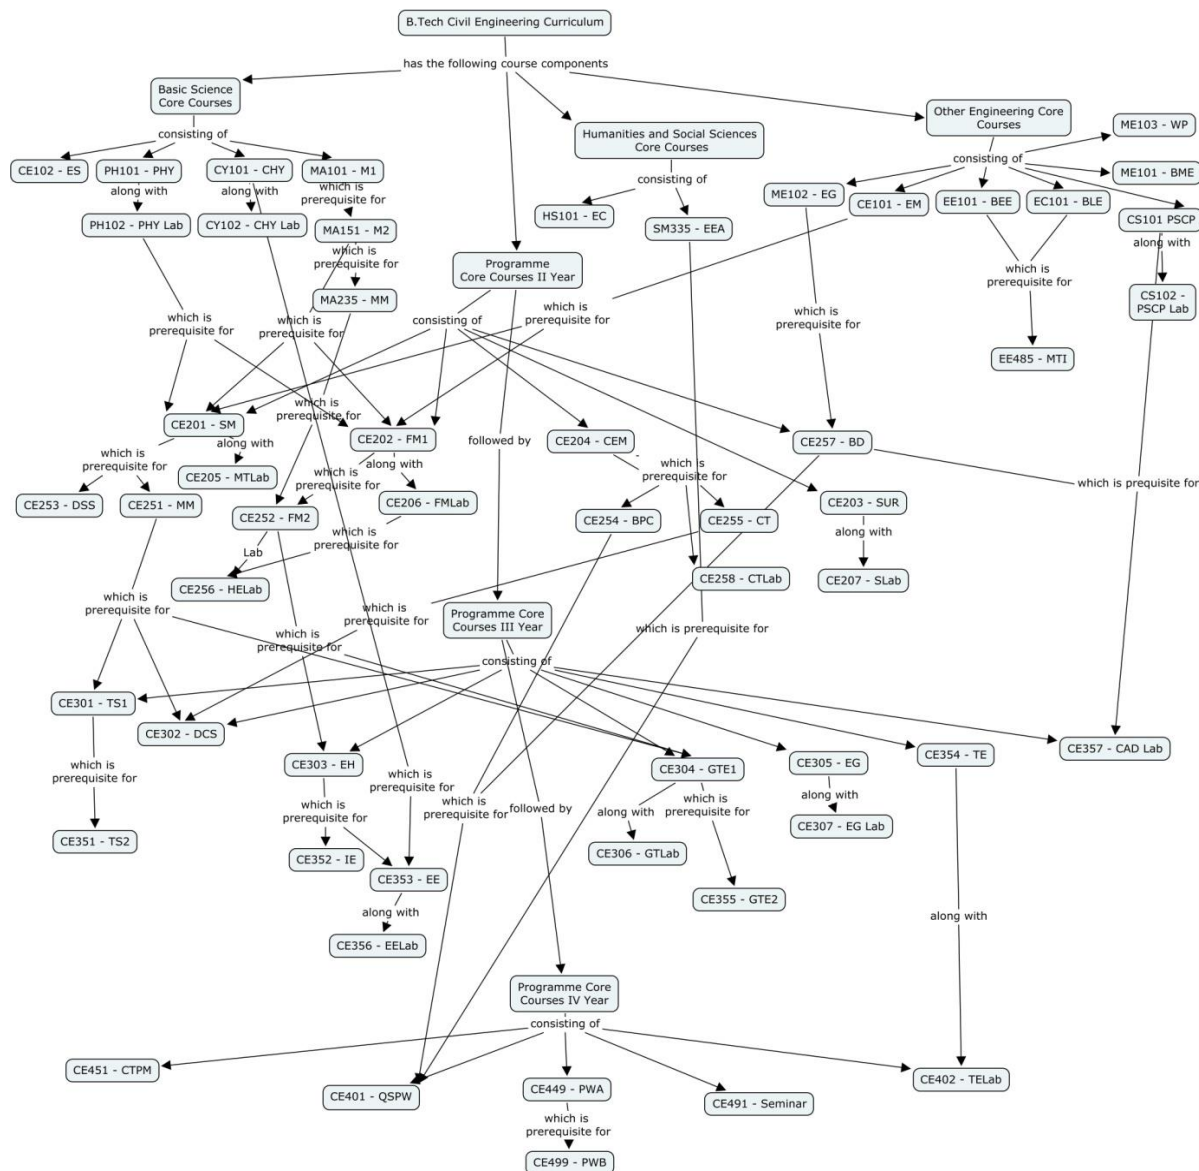 B.Tech Civil Engineering Curriculum
has the following course components
Basic Science
Core Courses
Humanities and Social Sciences
Core Courses
Other Engineering Core
Courses
ME103 - WP
consisting of
consisting of
consisting of
CE102 - ES
PH101 - PHY
CY101 - CHY
MA101 - M1
ME101 - BME
along with
along with
which is
prerequisite for
HS101 - EC
SM335 - EEA
ME102 - EG
CE101 - EM
EE101 - BEE
EC101 - BLE
CS101 PSCP
PH102 - PHY Lab
CY102 - CHY Lab
MA151 - M2
along with
which is
prerequisite for
Programme
Core Courses II Year
which is
prerequisite for
CS102 -
PSCP Lab
MA235 - MM
which is
prerequisite for
which is
prerequisite for
consisting of
which is
prerequisite for
which is
prerequisite for
EE485 - MTI
which is
prerequisite for
CE201 - SM
CE202 - FM1
followed by
CE204 - CEM
CE257 - BD
along with
which is
prerequisite for
along with
which is
prerequisite for
CE205 - MTLab
which is
prerequisite for
which is prequisite for
CE253 - DSS
CE251 - MM
CE206 - FMLab
CE203 - SUR
CE252 - FM2
CE254 - BPC
CE255 - CT
which is
prerequisite for
along with
Lab
CE256 - HELab
CE258 - CTLab
CE207 - SLab
which is
prerequisite for
which is
prerequisite for
Programme Core
Courses III Year
which is prerequisite for
which is
prerequisite for
consisting of
CE301 - TS1
CE302 - DCS
CE303 - EH
CE304 - GTE1
CE305 - EG
CE354 - TE
CE357 - CAD Lab
which is
prerequisite for
which is
prerequisite for
which is
prerequisite for
followed by
along with
which is
prerequisite for
along with
which is
prerequisite for
CE307 - EG Lab
CE351 - TS2
CE352 - IE
CE306 - GTLab
CE353 - EE
CE355 - GTE2
along with
along with
CE356 - EELab
Programme Core
Courses IV Year
consisting of
CE451 - CTPM
CE401 - QSPW
CE449 - PWA
CE491 - Seminar
CE402 - TELab
which is
prerequisite for
CE499 - PWB